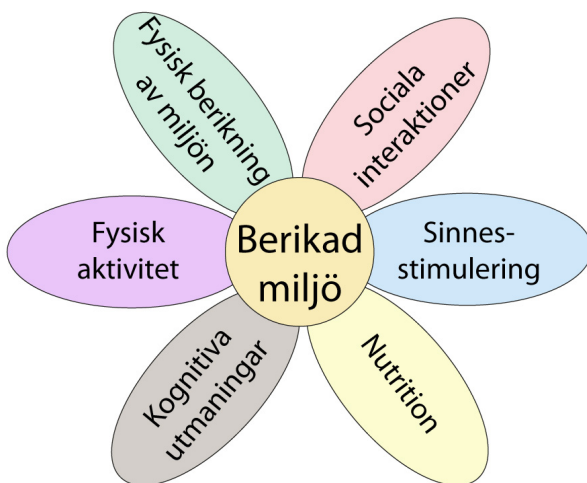 Fysisk berikning
av miljön
Sociala
interaktioner
Fysisk
aktivitet
Berikad
miljö
Sinnes-
stimulering
Kognitiva
utmaningar
Nutrition